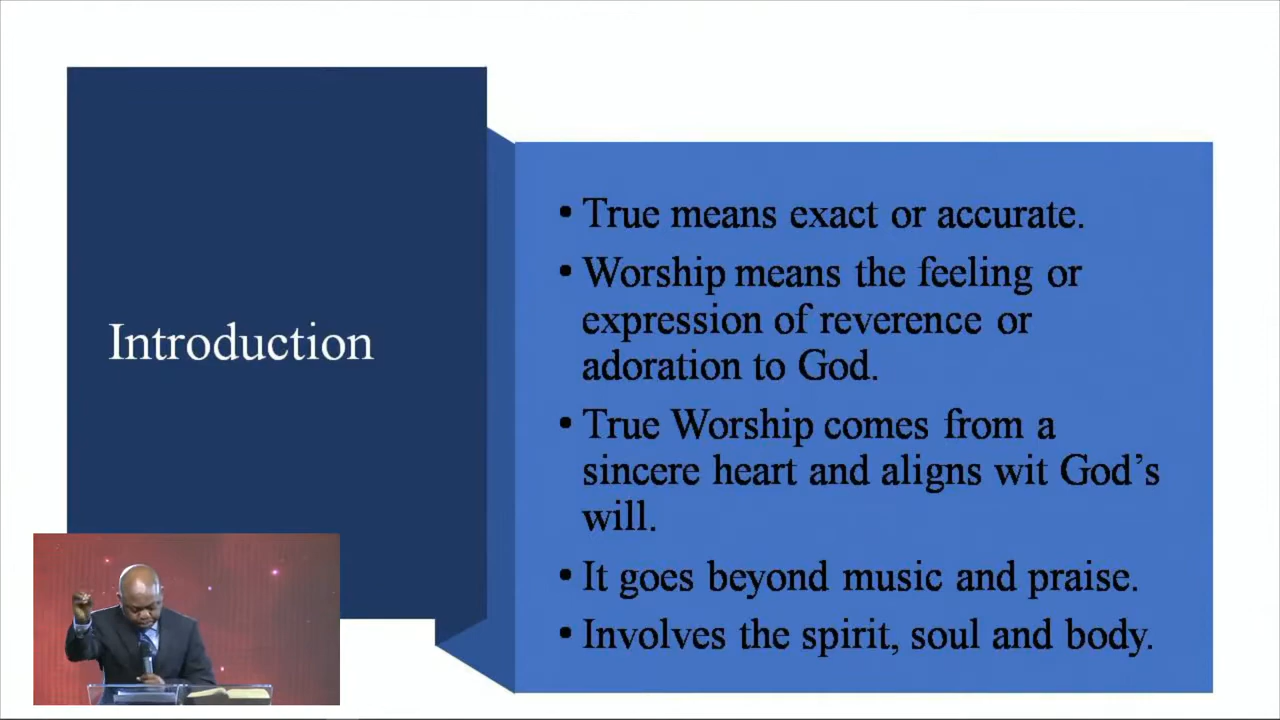 Introduction
• True means exact or accurate.
• Worship means the feeling or
expression of reverence or
adoration to God.
• True Worship comes from a
sincere heart and aligns wit God's
will.
• It goes beyond music and praise.
• Involves the spirit, soul and body.